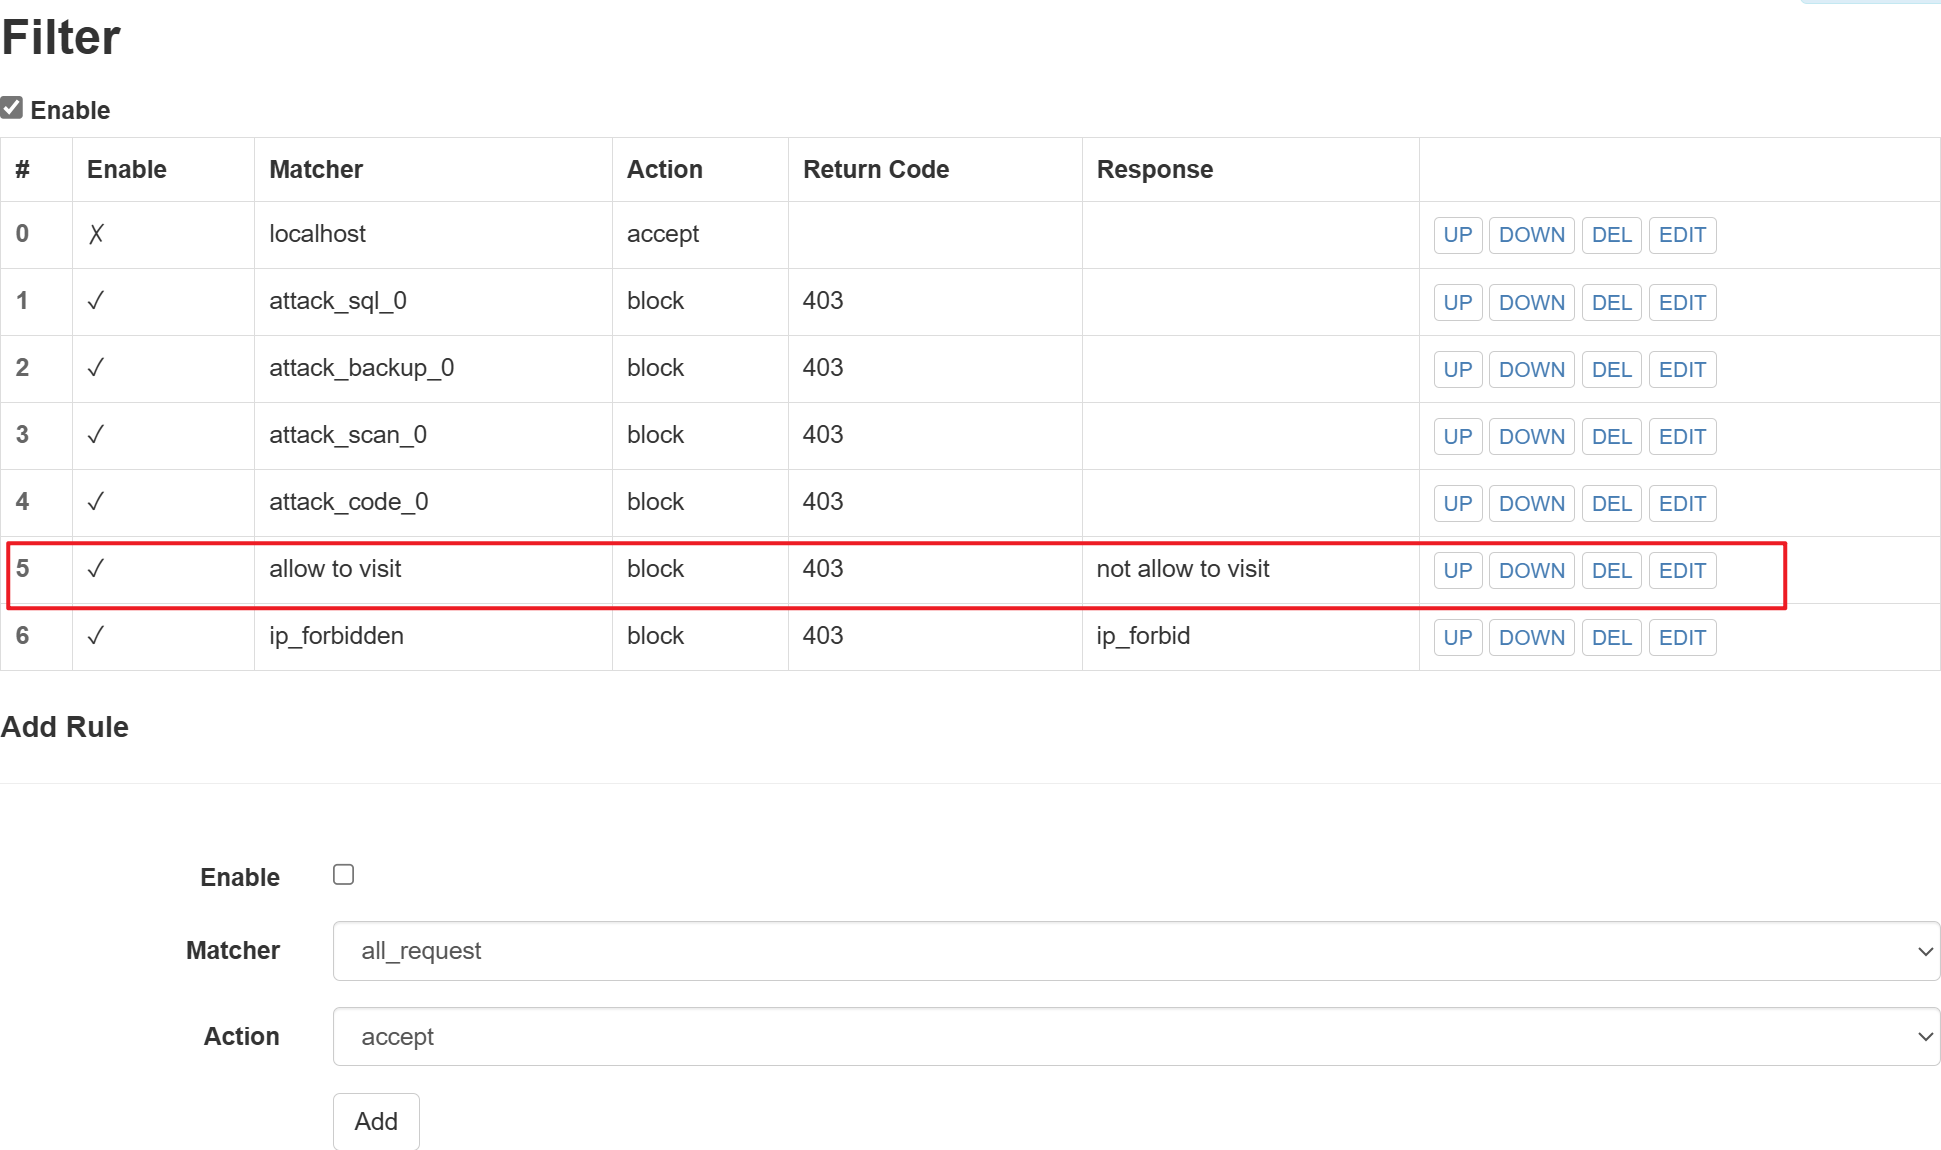 Filter
Enable
# Enable Matcher Action Return Code Response
0 ✗ localhost accept UP DOWN DEL EDIT
1 ✓ attack_sql_0 block 403 UP DOWN DEL EDIT
2 ✓ attack_backup_0 block 403 UP DOWN DEL EDIT
3 ✓ attack_scan_0 block 403 UP DOWN DEL EDIT
4 ✓ attack_code_0 block 403 UP DOWN DEL EDIT
5 ✓ allow to visit block 403 not allow to visit UP DOWN DEL EDIT
6 ✓ ip_forbidden block 403 ip_forbid UP DOWN DEL EDIT
Add Rule
Enable
Matcher all_request
Action accept
Add